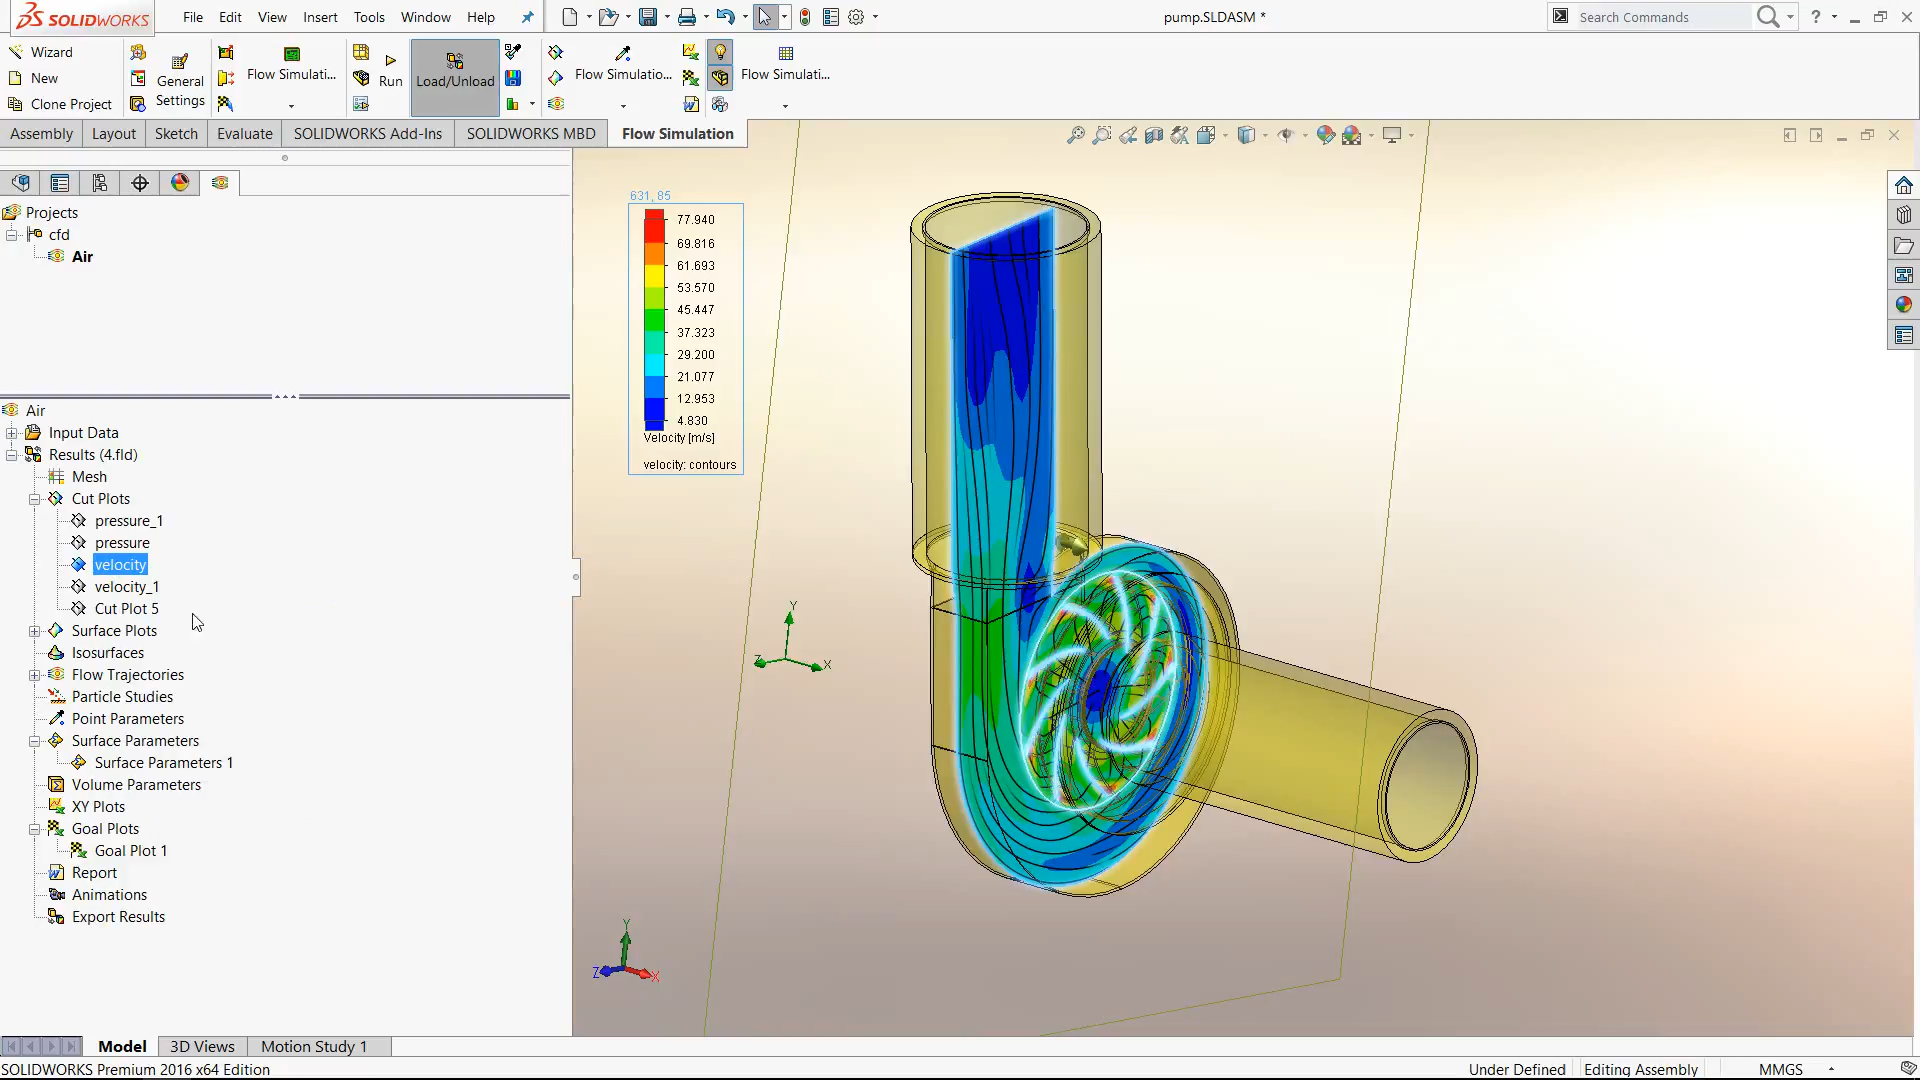 SOLIDWORKS
File Edit View Insert Tools Window Help
pump.SLDASM *
Search Commands
?
Wizard
New
Clone Project
General
Settings
Flow Simulati...
Run
Load/Unload
Flow Simulatio...
Flow Simulati...
Assembly
Layout
Sketch
Evaluate
SOLIDWORKS Add-Ins
SOLIDWORKS MBD
Flow Simulation
Projects
cfd
Air
Air
Input Data
Results (4.fld)
Mesh
Cut Plots
pressure_1
pressure
velocity
velocity_1
Cut Plot 5
Surface Plots
Isosurfaces
Flow Trajectories
Particle Studies
Point Parameters
Surface Parameters
Surface Parameters 1
Volume Parameters
XY Plots
Goal Plots
Goal Plot 1
Report
Animations
Export Results
631, 85
77.940
69.816
61.693
53.570
45.447
37.323
29.200
21.077
12.953
4.830
Velocity [m/s]
velocity: contours
Y
Z
X
Y
Z
X
Model
3D Views
Motion Study 1
SOLIDWORKS Premium 2016 x64 Edition
Under Defined
Editing Assembly
MMGS